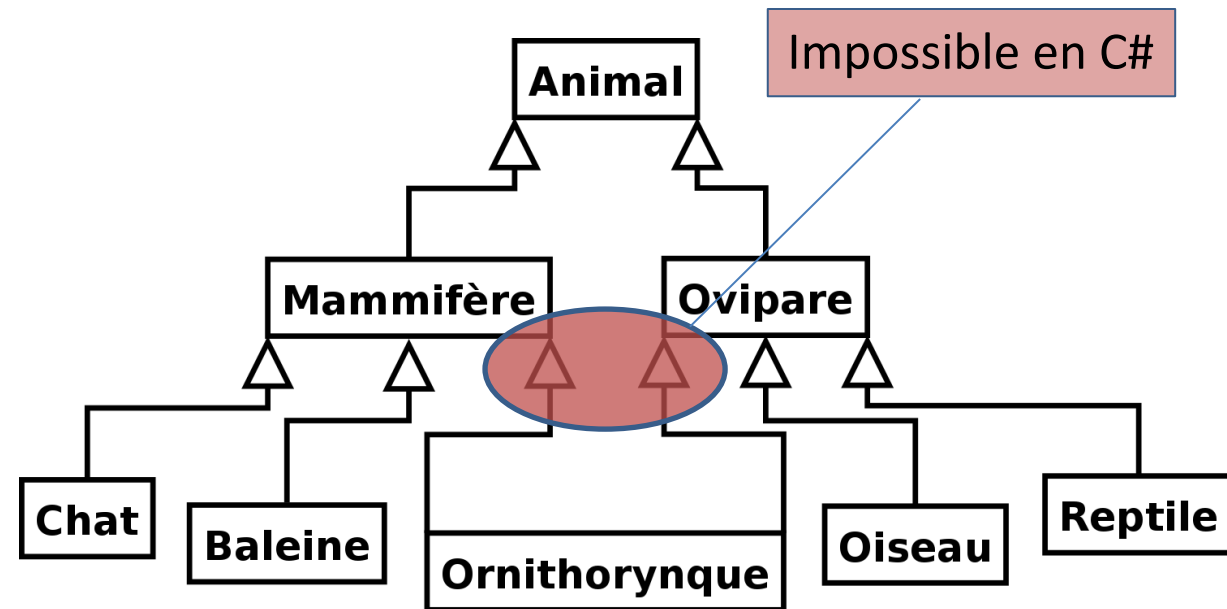 Impossible en C#
Animal
Mammifère
Ovipare
Chat
Baleine
Ornithorynque
Oiseau
Reptile